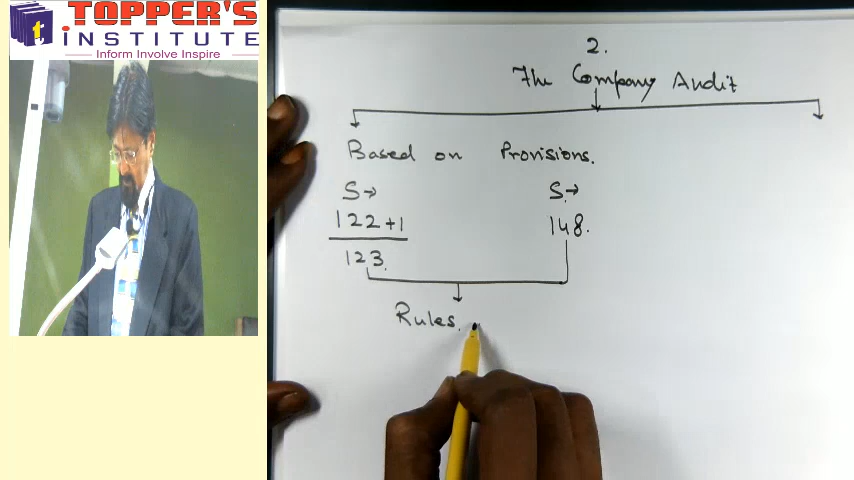 TOPPER'S
t iNSTITUTE
Inform Involve Inspire
2.
The Company Audit
Based on Provisions.
S→ S.→
122+1 148.
123.
Rules.